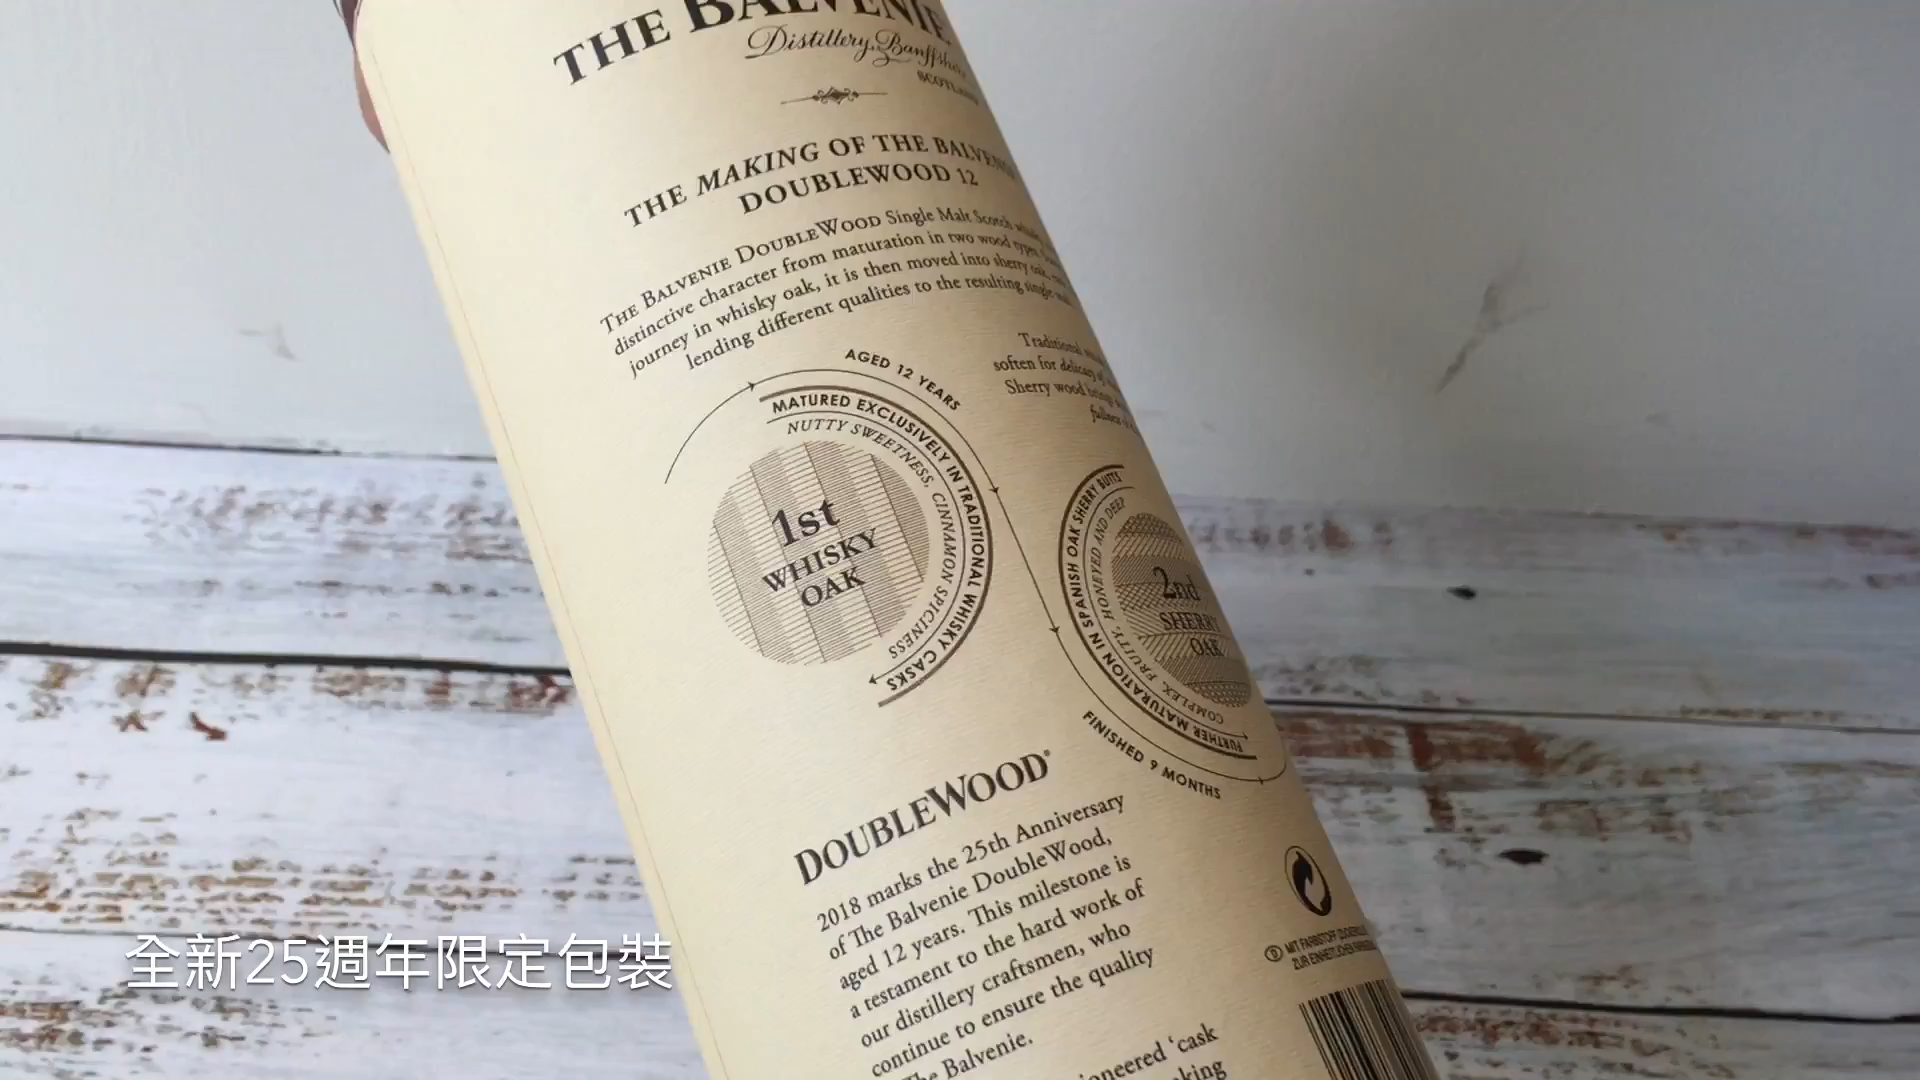 THE BALVENIE
Distillery, Banffshire
SCOTLAND
THE MAKING OF THE BALVENIE
DOUBLEWOOD 12
THE BALVENIE DOUBLEWOOD Single Malt Scotch
distinctive character from maturation in two wood types.
journey in whisky oak, it is then moved into sherry oak,
lending different qualities to the resulting single
Traditional
soften for delicacy
Sherry wood
AGED 12 YEARS
MATURED EXCLUSIVELY IN TRADITIONAL WHISKY CASKS
NUTTY SWEETNESS, CINNAMON SPICINESS
1st
WHISKY
OAK
FURTHER MATURATION IN SPANISH OAK SHERRY BUTTS
COMPLEX, FRUITY, HONEYED AND DEEP
2nd
SHERRY
OAK
FINISHED 9 MONTHS
DOUBLEWOOD®
2018 marks the 25th Anniversary
of The Balvenie DoubleWood,
aged 12 years. This milestone is
a testament to the hard work of
our distillery craftsmen, who
continue to ensure the quality
The Balvenie.
ioneered ‘cask
king
MIT FARBSTOFF
全新25週年限定包裝